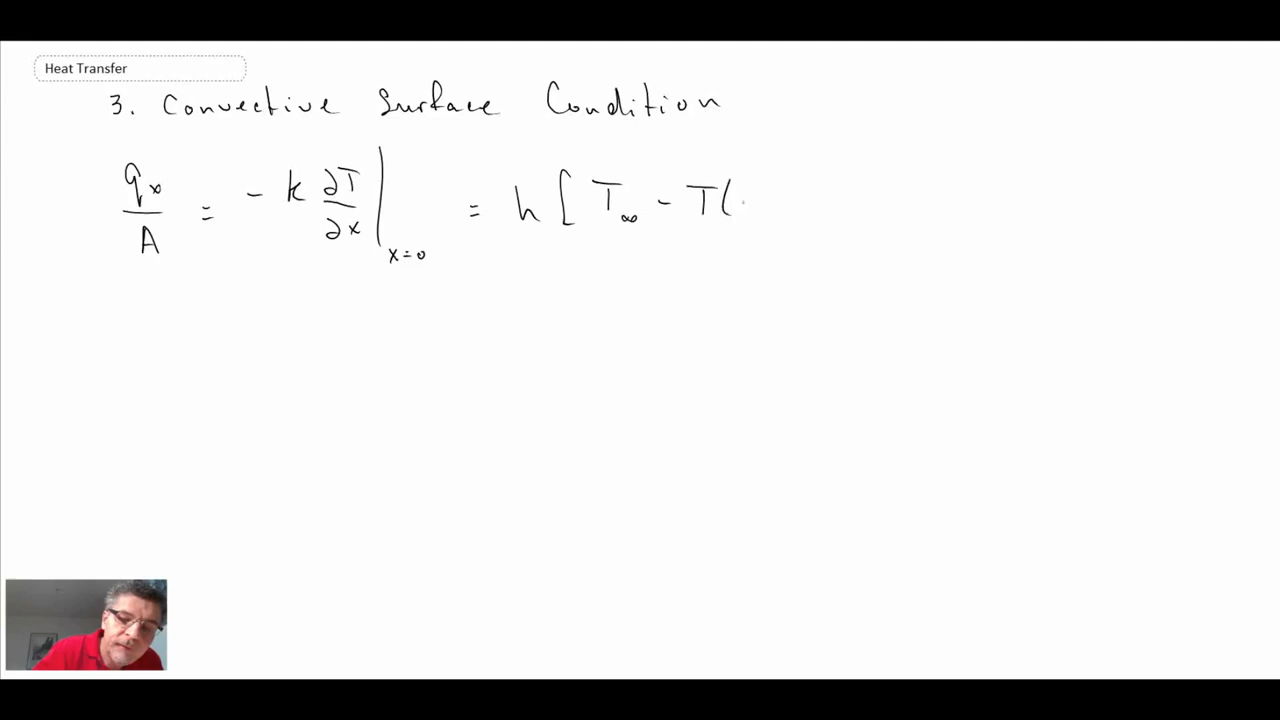 Heat Transfer
3. Convective Surface Condition
qx/A = - k ∂T/∂x |x=0 = h [ T∞ - T(